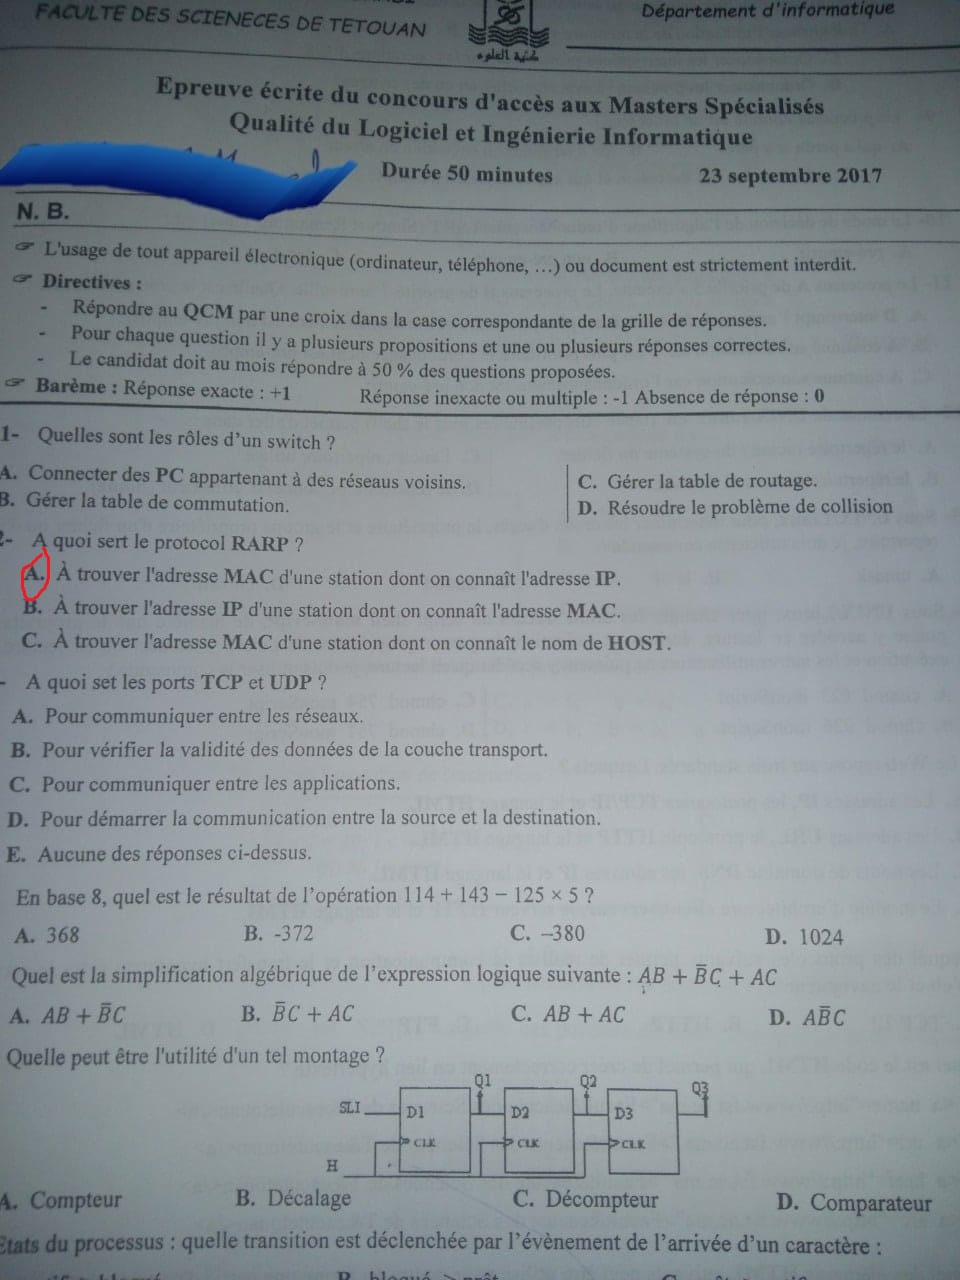 FACULTE DES SCIENECES DE TETOUAN
Département d'informatique
كلية العلوم
Epreuve écrite du concours d'accès aux Masters Spécialisés
Qualité du Logiciel et Ingénierie Informatique
Durée 50 minutes 23 septembre 2017
N. B.
☞ L'usage de tout appareil électronique (ordinateur, téléphone, …) ou document est strictement interdit.
☞ Directives :
- Répondre au QCM par une croix dans la case correspondante de la grille de réponses.
- Pour chaque question il y a plusieurs propositions et une ou plusieurs réponses correctes.
- Le candidat doit au mois répondre à 50 % des questions proposées.
☞ Barème : Réponse exacte : +1 Réponse inexacte ou multiple : -1 Absence de réponse : 0
1- Quelles sont les rôles d'un switch ?
A. Connecter des PC appartenant à des réseaus voisins.
B. Gérer la table de commutation.
C. Gérer la table de routage.
D. Résoudre le problème de collision
2- A quoi sert le protocol RARP ?
A. À trouver l'adresse MAC d'une station dont on connaît l'adresse IP.
B. À trouver l'adresse IP d'une station dont on connaît l'adresse MAC.
C. À trouver l'adresse MAC d'une station dont on connaît le nom de HOST.
- A quoi set les ports TCP et UDP ?
A. Pour communiquer entre les réseaux.
B. Pour vérifier la validité des données de la couche transport.
C. Pour communiquer entre les applications.
D. Pour démarrer la communication entre la source et la destination.
E. Aucune des réponses ci-dessus.
En base 8, quel est le résultat de l'opération 114 + 143 − 125 × 5 ?
A. 368 B. -372 C. –380 D. 1024
Quel est la simplification algébrique de l'expression logique suivante : AB + B̄C + AC
A. AB + B̄C B. B̄C + AC C. AB + AC D. AB̄C
Quelle peut être l'utilité d'un tel montage ?
Q1 Q2 Q3
SLI D1 D2 D3
CLK CLK CLK
H
A. Compteur B. Décalage C. Décompteur D. Comparateur
Etats du processus : quelle transition est déclenchée par l'évènement de l'arrivée d'un caractère :
B. bloqué